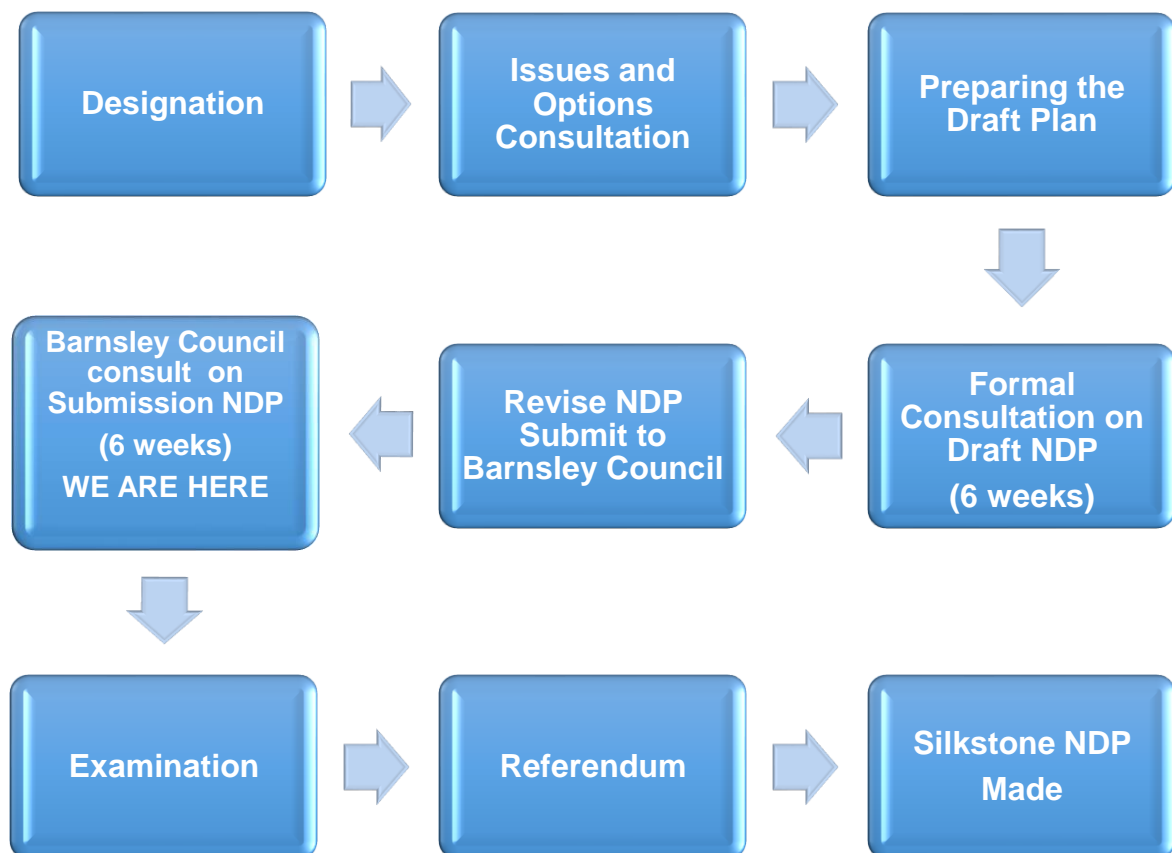 Designation
Issues and
Options
Consultation
Preparing the
Draft Plan
Formal
Consultation on
Draft NDP
(6 weeks)
Revise NDP
Submit to
Barnsley Council
Barnsley Council
consult on
Submission NDP
(6 weeks)
WE ARE HERE
Examination
Referendum
Silkstone NDP
Made